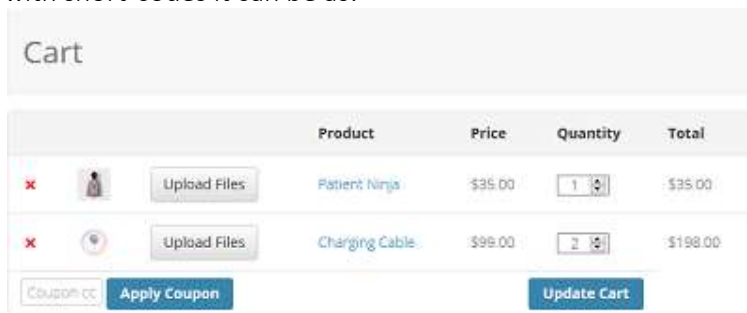 Cart
Product Price Quantity Total
× Upload Files Patient Ninja $35.00 1 $35.00
× Upload Files Charging Cable $99.00 2 $198.00
Coupon Apply Coupon Update Cart